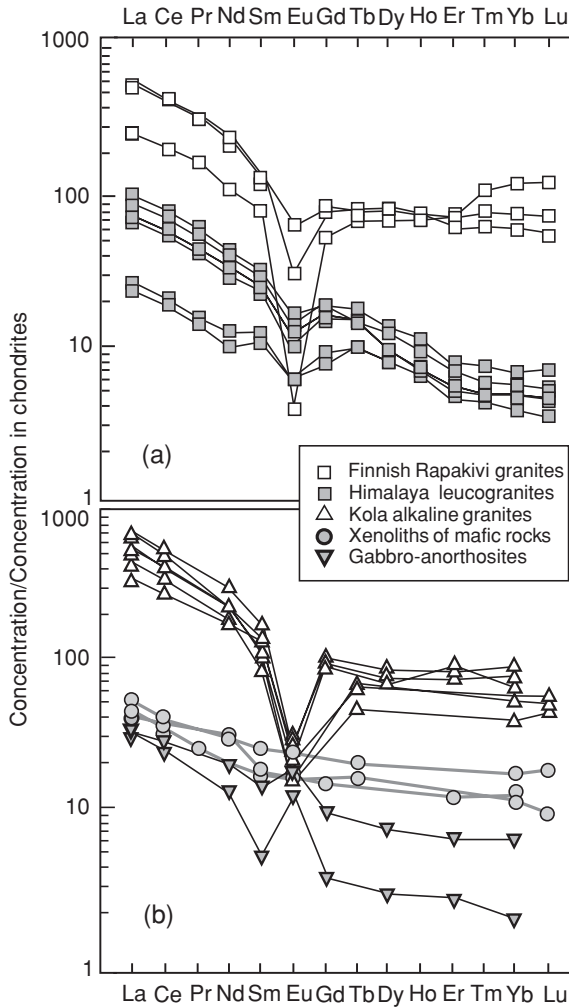 La Ce Pr Nd Sm Eu Gd Tb Dy Ho Er Tm Yb Lu
1000
100
10
1
(a)
Finnish Rapakivi granites
Himalaya leucogranites
Kola alkaline granites
Xenoliths of mafic rocks
Gabbro-anorthosites
Concentration/Concentration in chondrites
1000
100
10
1
(b)
La Ce Pr Nd Sm Eu Gd Tb Dy Ho Er Tm Yb Lu